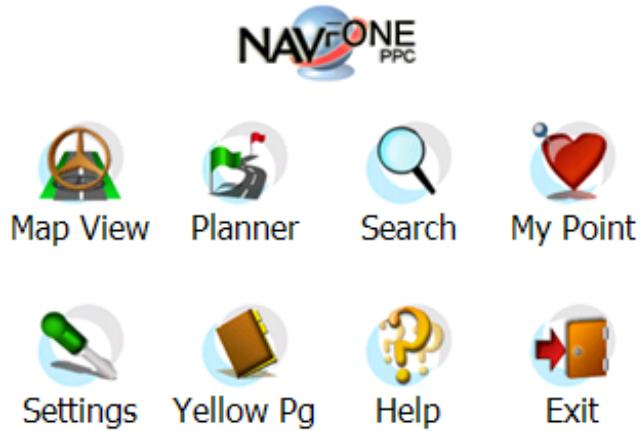 NAVFONE
PPC
Map View Planner Search My Point
Settings Yellow Pg Help Exit